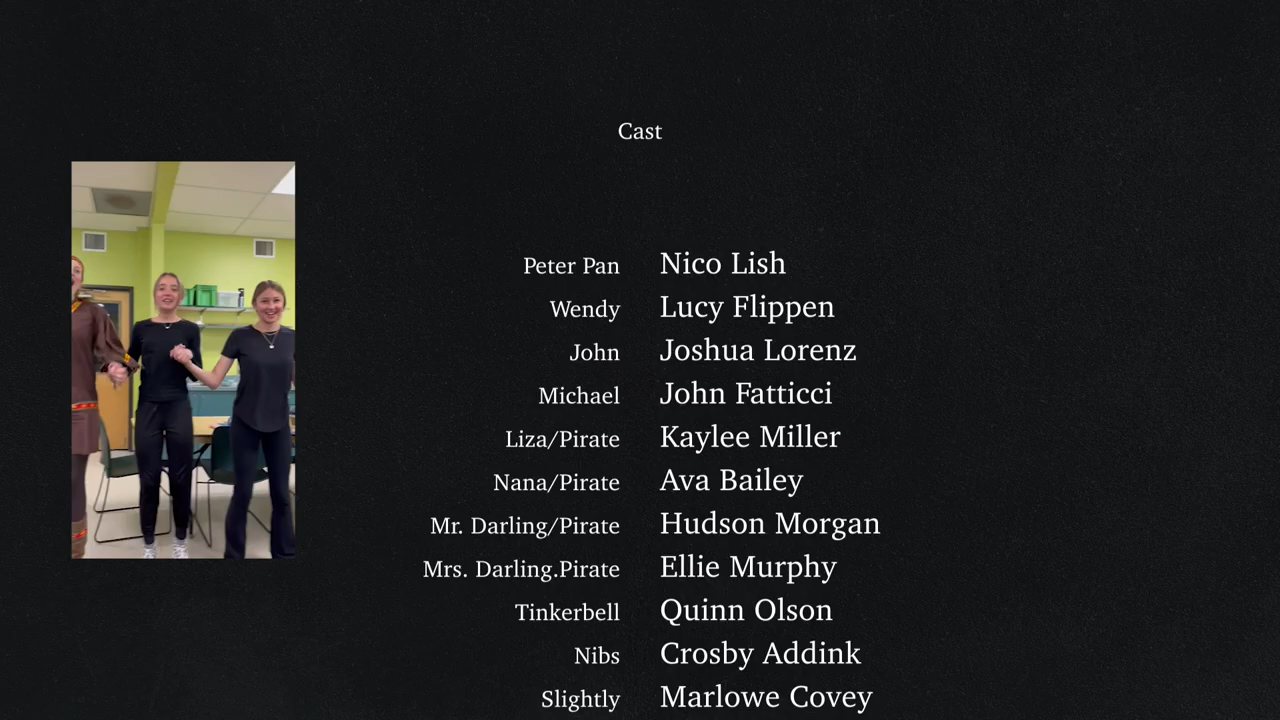 Cast
Peter Pan Nico Lish
Wendy Lucy Flippen
John Joshua Lorenz
Michael John Fatticci
Liza/Pirate Kaylee Miller
Nana/Pirate Ava Bailey
Mr. Darling/Pirate Hudson Morgan
Mrs. Darling.Pirate Ellie Murphy
Tinkerbell Quinn Olson
Nibs Crosby Addink
Slightly Marlowe Covey